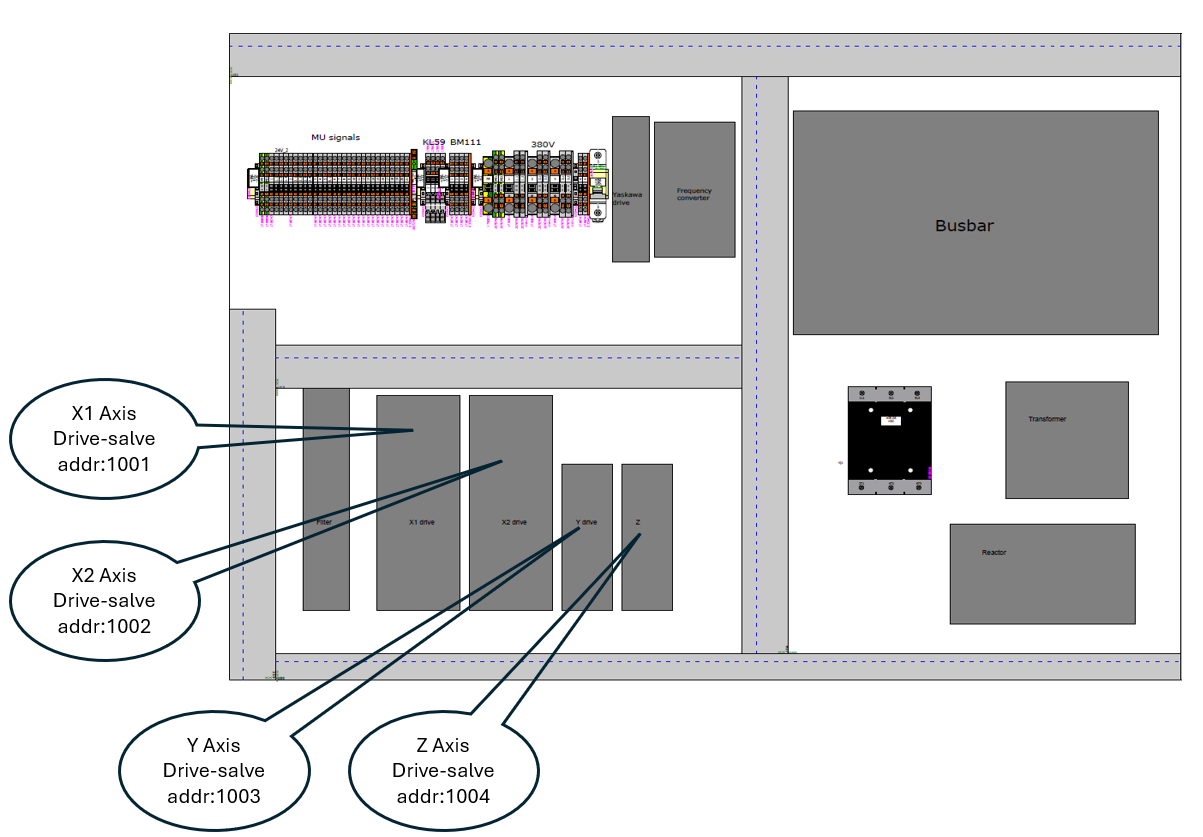 MU signals
KL59
BM111
380V
24V_2
Yaskawa
drive
Frequency
converter
Busbar
X1 Axis
Drive-salve
addr:1001
Transformer
Filter
X1 drive
X2 drive
Y drive
Z
Reactor
X2 Axis
Drive-salve
addr:1002
Y Axis
Drive-salve
addr:1003
Z Axis
Drive-salve
addr:1004